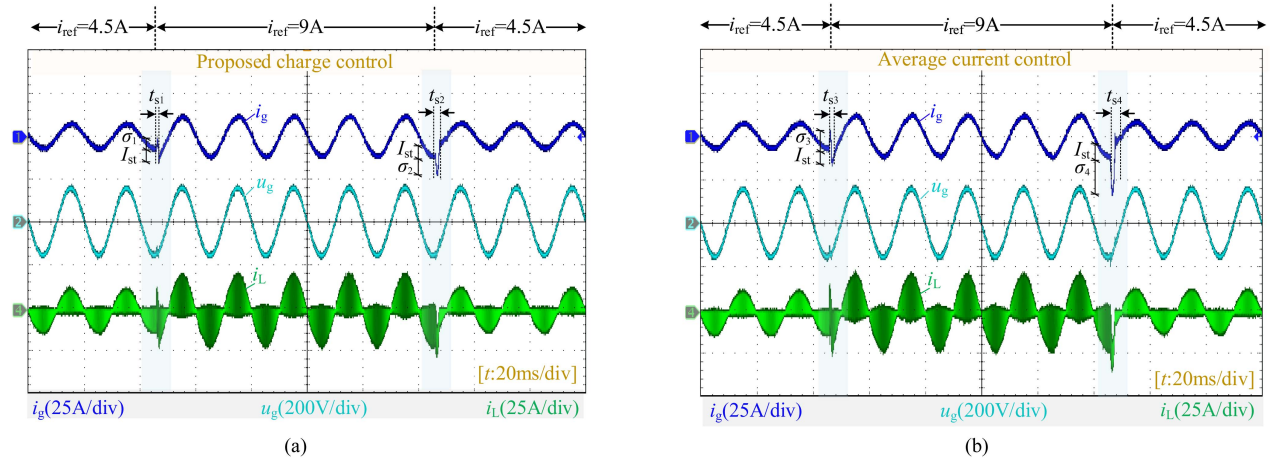 iref=4.5A iref=9A iref=4.5A
Proposed charge control
ts1 ts2
ig
σ1
Ist
Ist
σ2
1
ug
2
iL
4
[t:20ms/div]
ig(25A/div) ug(200V/div) iL(25A/div)
(a)
iref=4.5A iref=9A iref=4.5A
Average current control
ts3 ts4
ig
σ3
Ist
Ist
σ4
1
ug
2
iL
4
[t:20ms/div]
ig(25A/div) ug(200V/div) iL(25A/div)
(b)